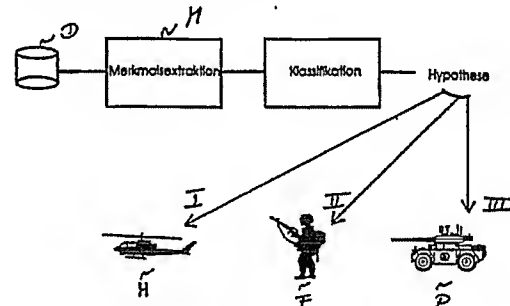 D
M
Merkmalsextraktion
Klassifikation
Hypothese
I
II
III
H
F
P